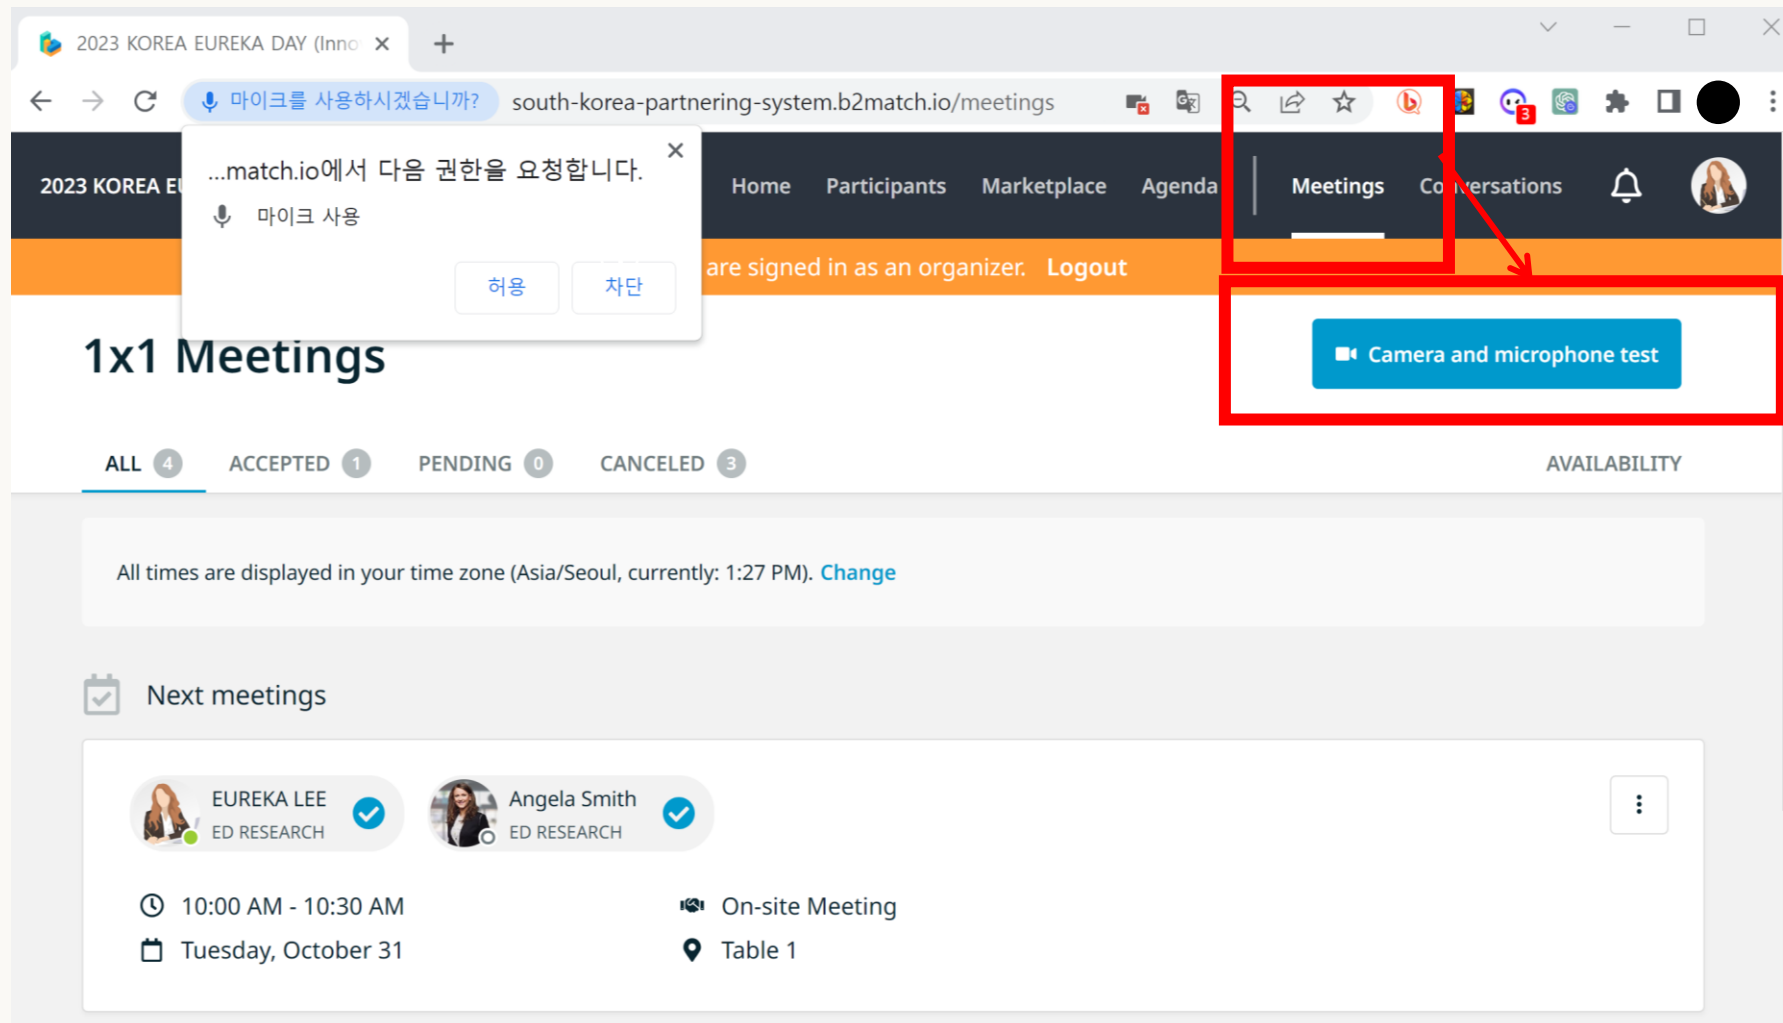 2023 KOREA EUREKA DAY (Inno
마이크를 사용하시겠습니까?
south-korea-partnering-system.b2match.io/meetings
3
...match.io에서 다음 권한을 요청합니다.
마이크 사용
허용
차단
2023 KOREA EU
Home
Participants
Marketplace
Agenda
Meetings
Conversations
are signed in as an organizer. Logout
1x1 Meetings
Camera and microphone test
ALL 4
ACCEPTED 1
PENDING 0
CANCELED 3
AVAILABILITY
All times are displayed in your time zone (Asia/Seoul, currently: 1:27 PM). Change
Next meetings
EUREKA LEE
ED RESEARCH
Angela Smith
ED RESEARCH
10:00 AM - 10:30 AM
On-site Meeting
Tuesday, October 31
Table 1